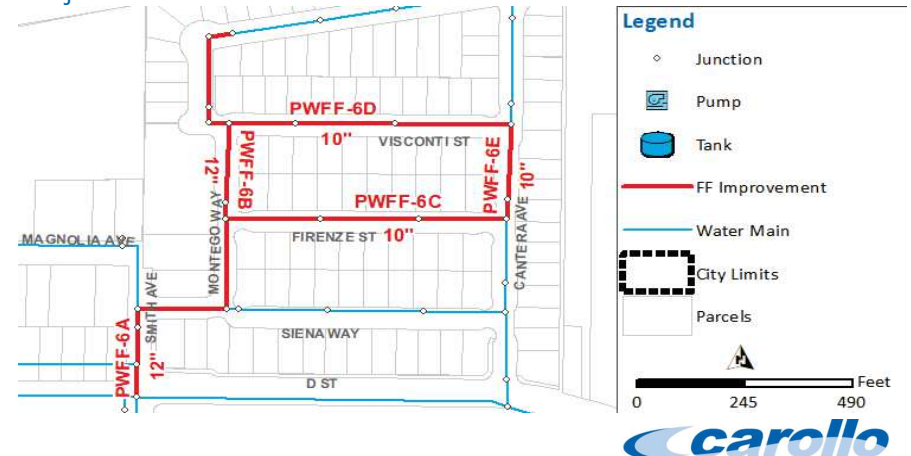 PWFF-6D
10"
VISCONTI ST
PWFF-6B
12"
PWFF-6E
10"
PWFF-6C
MONTEGO WAY
CANTERA AVE
FIRENZE ST
10"
MAGNOLIA AVE
SMITH AVE
SIENA WAY
PWFF-6A
12"
D ST
Legend
Junction
Pump
Tank
FF Improvement
Water Main
City Limits
Parcels
Feet
0 245 490
carollo